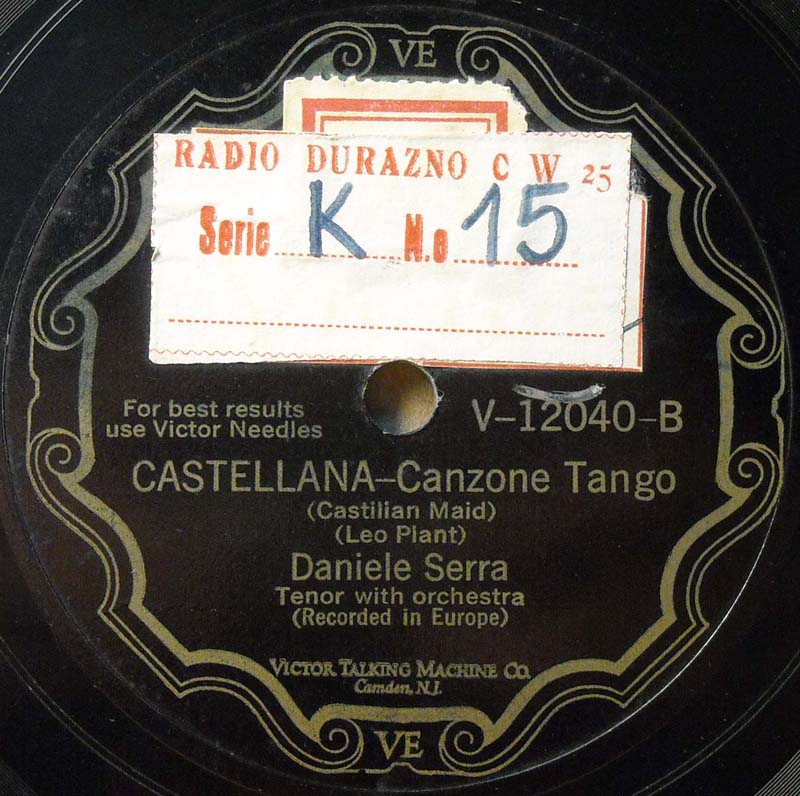 VE
RADIO DURAZNO C W 25
Serie K N.o 15
For best results
use Victor Needles
V-12040-B
CASTELLANA-Canzone Tango
(Castilian Maid)
(Leo Plant)
Daniele Serra
Tenor with orchestra
(Recorded in Europe)
VICTOR TALKING MACHINE CO.
Camden, N.J.
VE